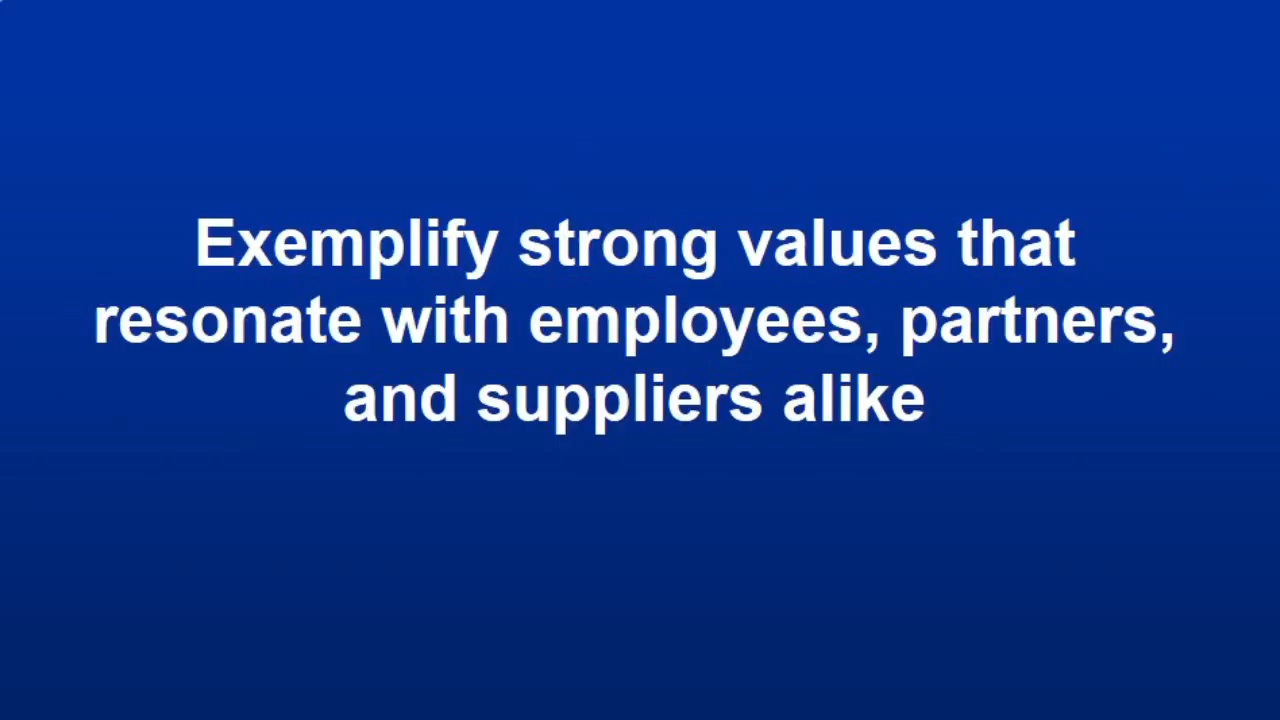 Exemplify strong values that
resonate with employees, partners,
and suppliers alike